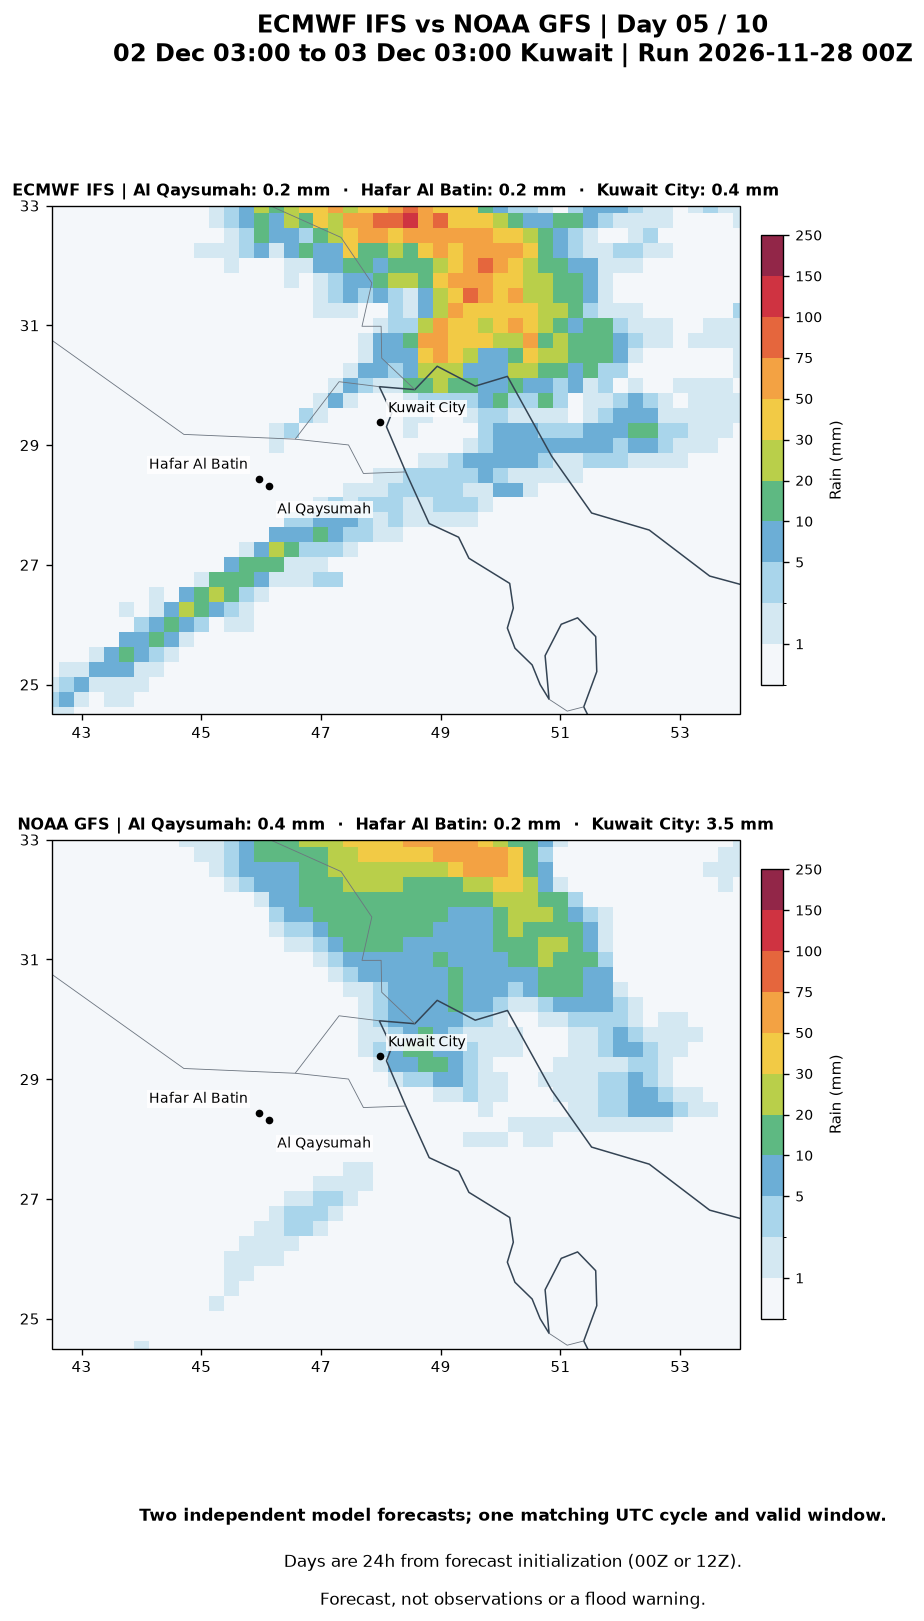 ECMWF IFS vs NOAA GFS | Day 05 / 10
02 Dec 03:00 to 03 Dec 03:00 Kuwait | Run 2026-11-28 00Z
ECMWF IFS | Al Qaysumah: 0.2 mm · Hafar Al Batin: 0.2 mm · Kuwait City: 0.4 mm
33
31
29
27
25
Kuwait City
Hafar Al Batin
Al Qaysumah
43
45
47
49
51
53
250
150
100
75
50
30
20
10
5
1
Rain (mm)
NOAA GFS | Al Qaysumah: 0.4 mm · Hafar Al Batin: 0.2 mm · Kuwait City: 3.5 mm
33
31
29
27
25
Kuwait City
Hafar Al Batin
Al Qaysumah
43
45
47
49
51
53
250
150
100
75
50
30
20
10
5
1
Rain (mm)
Two independent model forecasts; one matching UTC cycle and valid window.
Days are 24h from forecast initialization (00Z or 12Z).
Forecast, not observations or a flood warning.